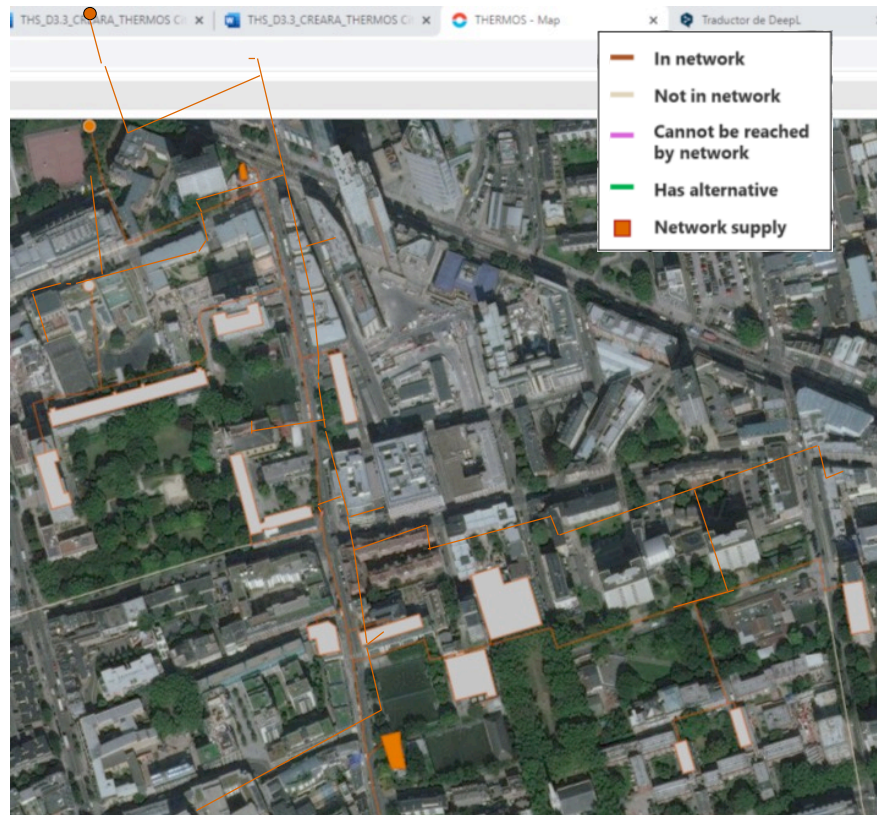 THS_D3.3_CREARA_THERMOS C
THS_D3.3_CREARA_THERMOS C
THERMOS - Map
Traductor de DeepL
In network
Not in network
Cannot be reached
by network
Has alternative
Network supply